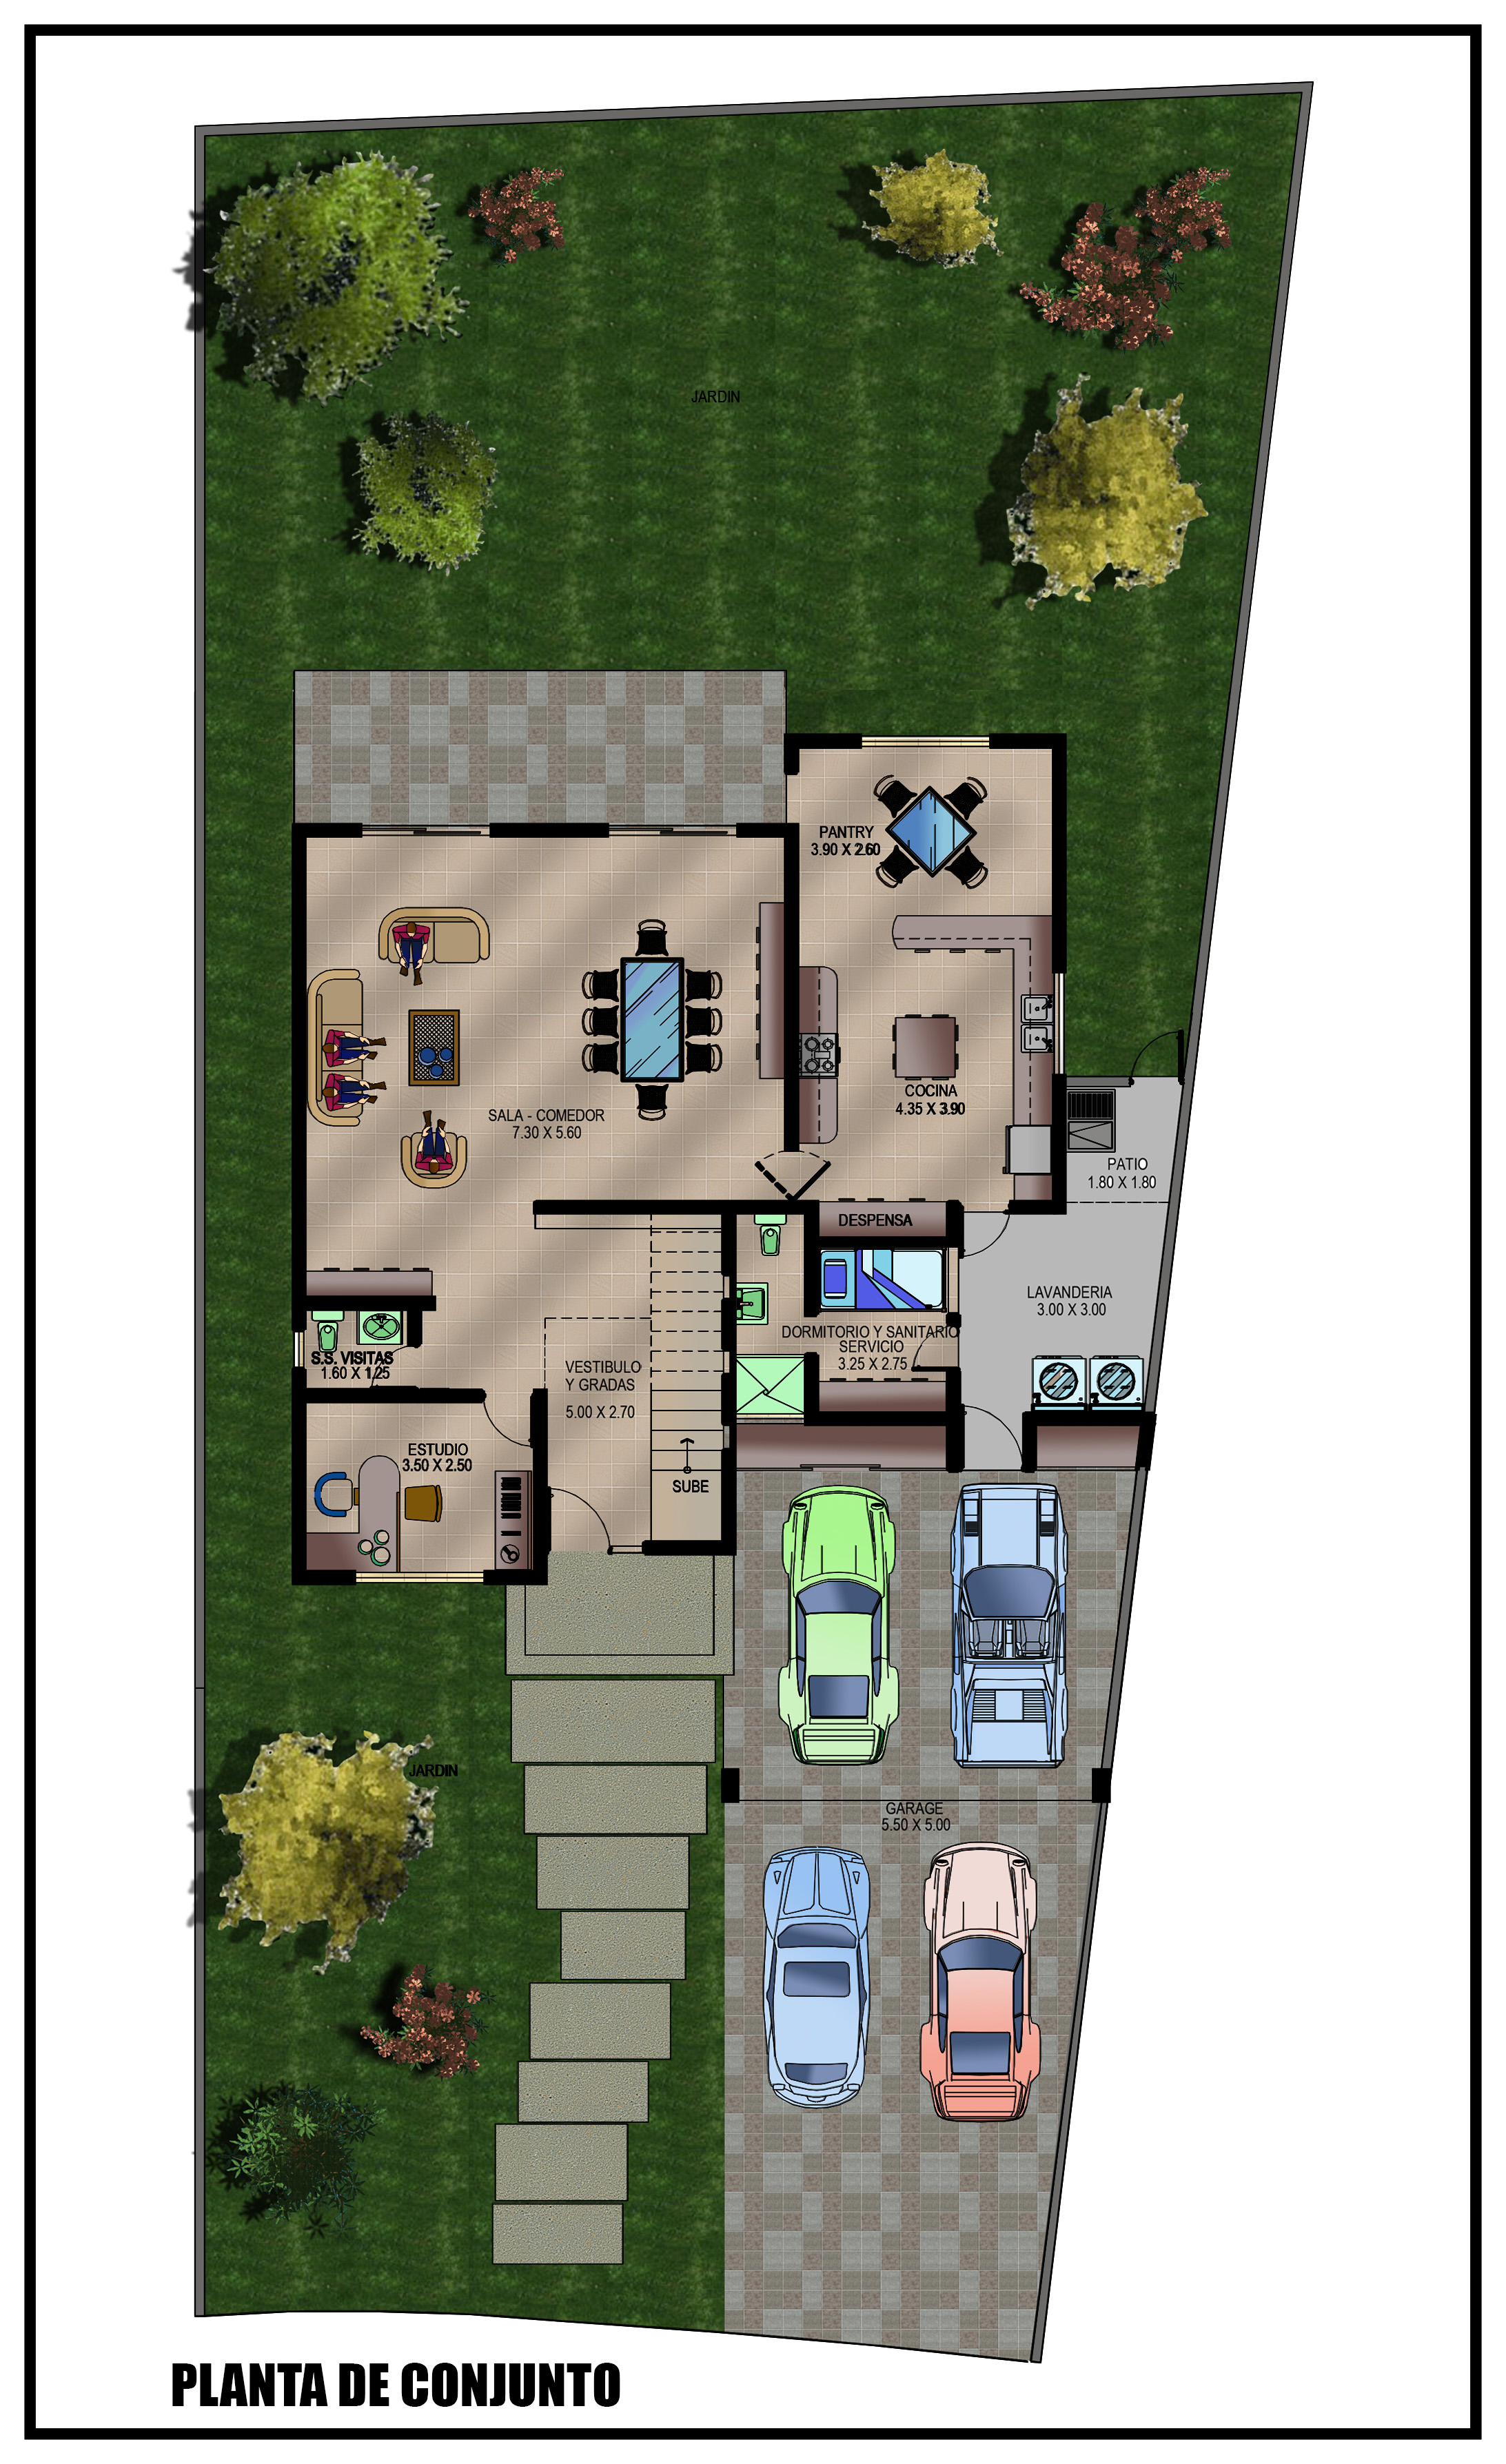 JARDIN
PANTRY
3.90 X 2.60
COCINA
4.35 X 3.90
SALA - COMEDOR
7.30 X 5.60
PATIO
1.80 X 1.80
DESPENSA
LAVANDERIA
3.00 X 3.00
DORMITORIO Y SANITARIO
SERVICIO
3.25 X 2.75
S.S. VISITAS
1.60 X 1.25
VESTIBULO
Y GRADAS
5.00 X 2.70
ESTUDIO
3.50 X 2.50
SUBE
JARDIN
GARAGE
5.50 X 5.00
PLANTA DE CONJUNTO